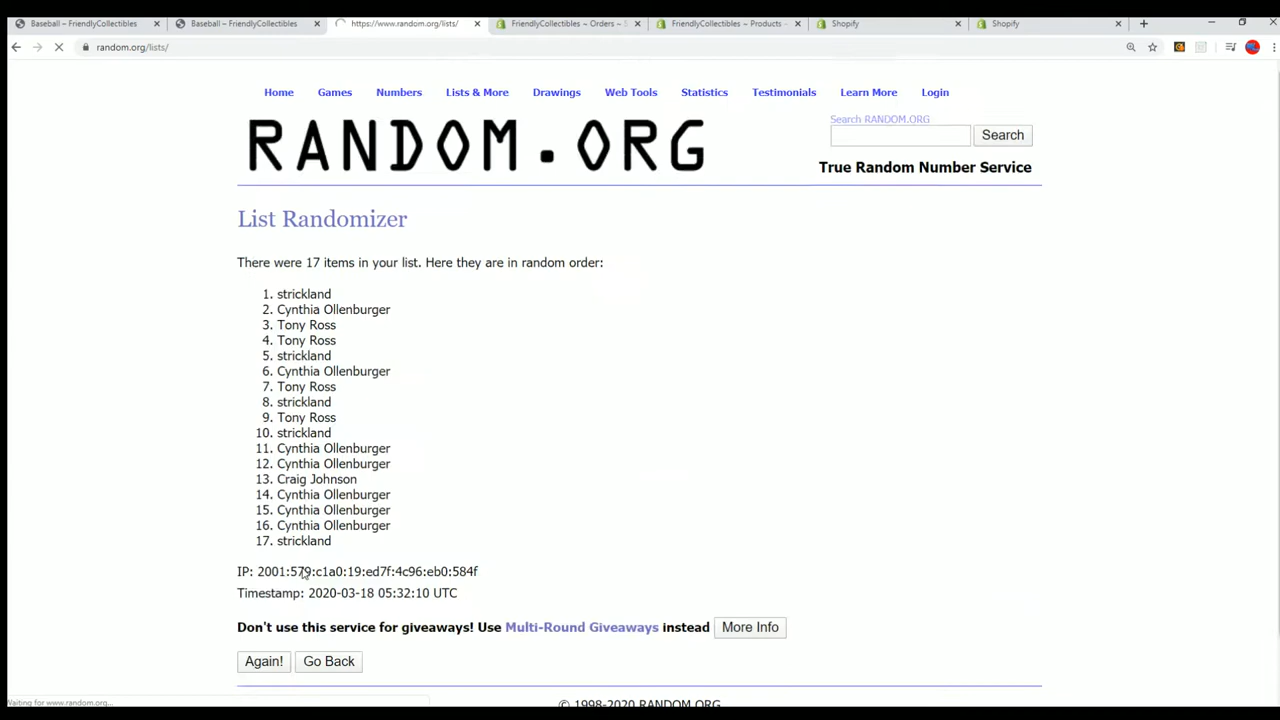 Baseball – FriendlyCollectibles
Baseball – FriendlyCollectibles
https://www.random.org/lists/
FriendlyCollectibles ~ Orders ~ S
FriendlyCollectibles ~ Products ~
Shopify
Shopify
random.org/lists/
Home Games Numbers Lists & More Drawings Web Tools Statistics Testimonials Learn More Login
RANDOM.ORG
Search RANDOM.ORG
Search
True Random Number Service
List Randomizer
There were 17 items in your list. Here they are in random order:
1. strickland
2. Cynthia Ollenburger
3. Tony Ross
4. Tony Ross
5. strickland
6. Cynthia Ollenburger
7. Tony Ross
8. strickland
9. Tony Ross
10. strickland
11. Cynthia Ollenburger
12. Cynthia Ollenburger
13. Craig Johnson
14. Cynthia Ollenburger
15. Cynthia Ollenburger
16. Cynthia Ollenburger
17. strickland
IP: 2001:579:c1a0:19:ed7f:4c96:eb0:584f
Timestamp: 2020-03-18 05:32:10 UTC
Don't use this service for giveaways! Use Multi-Round Giveaways instead More Info
Again! Go Back
Waiting for www.random.org...
© 1998-2020 RANDOM.ORG